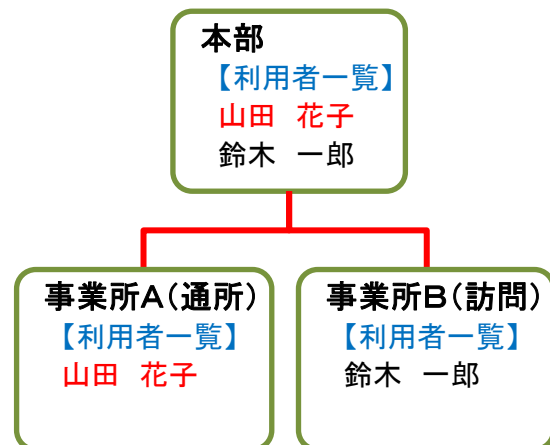 本部
【利用者一覧】
山田　花子
鈴木　一郎
事業所A(通所)
【利用者一覧】
山田　花子
事業所B(訪問)
【利用者一覧】
鈴木　一郎